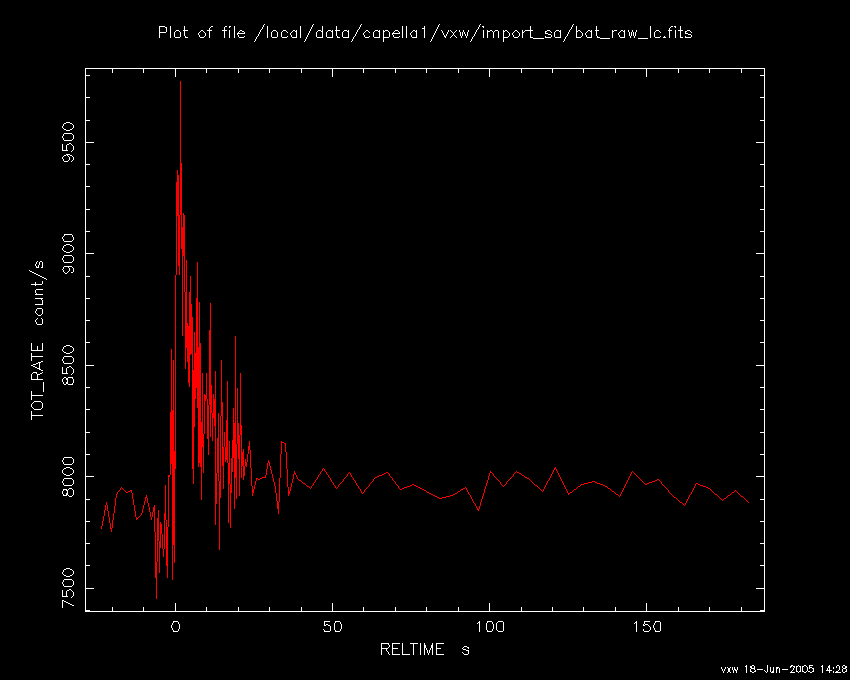 Plot of file /local/data/capella1/vxw/import_sa/bat_raw_lc.fits
9500
9000
8500
8000
7500
TOT_RATE count/s
0 50 100 150
RELTIME s
vxw 18-Jun-2005 14:28